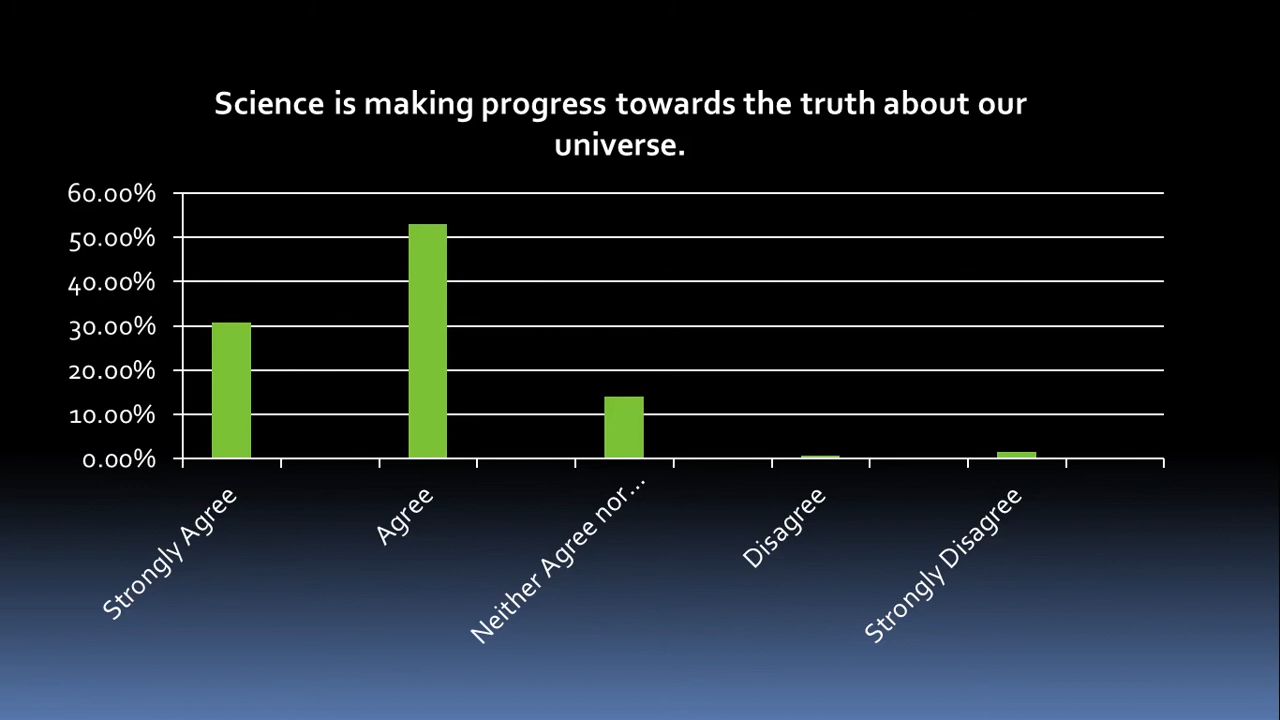 Science is making progress towards the truth about our
universe.
60.00%
50.00%
40.00%
30.00%
20.00%
10.00%
0.00%
Strongly Agree
Agree
Neither Agree nor...
Disagree
Strongly Disagree